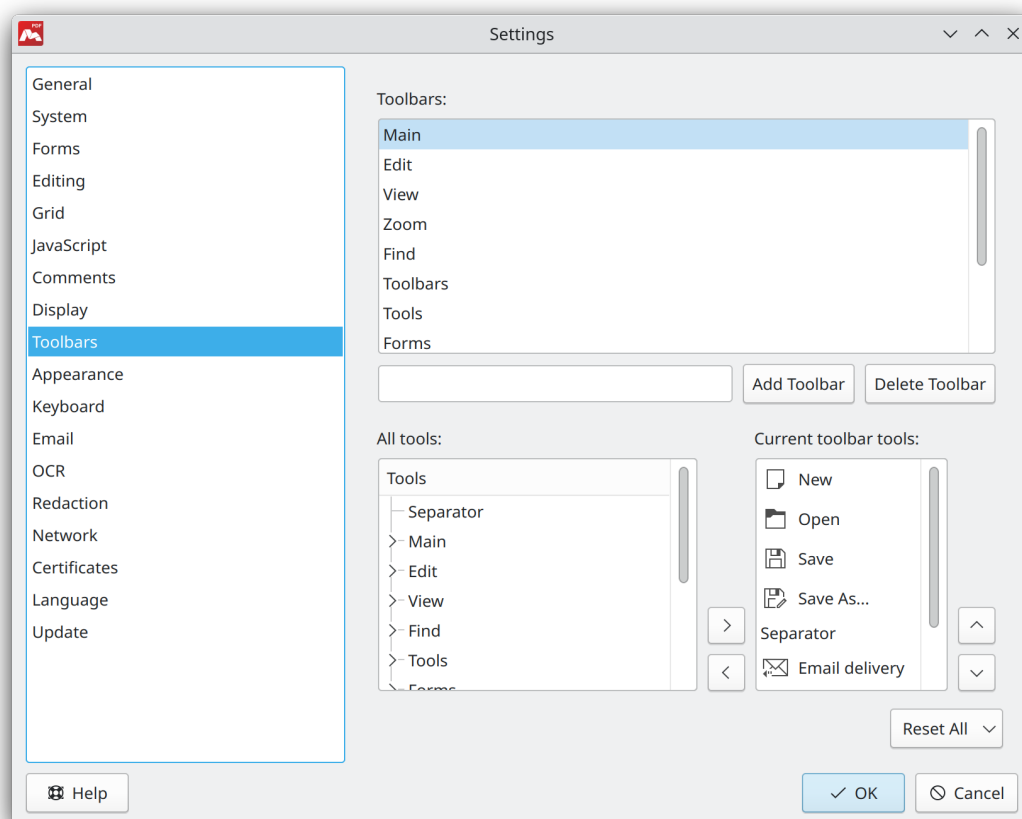 PDF
Settings
General
System
Forms
Editing
Grid
JavaScript
Comments
Display
Toolbars
Appearance
Keyboard
Email
OCR
Redaction
Network
Certificates
Language
Update
Toolbars:
Main
Edit
View
Zoom
Find
Toolbars
Tools
Forms
Add Toolbar
Delete Toolbar
All tools:
Tools
Separator
Main
Edit
View
Find
Tools
Forms
Current toolbar tools:
New
Open
Save
Save As...
Separator
Email delivery
Reset All
Help
OK
Cancel